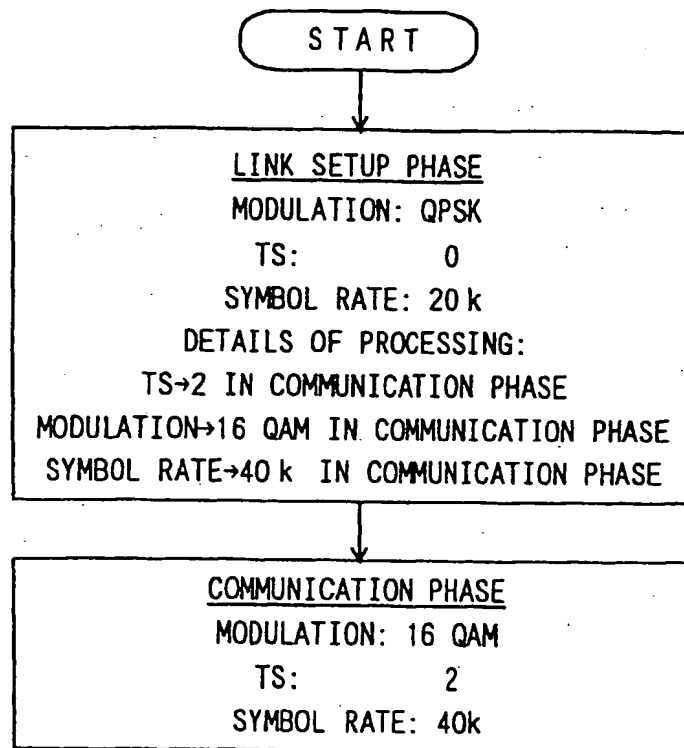 START
LINK SETUP PHASE
MODULATION: QPSK
TS: 0
SYMBOL RATE: 20k
DETAILS OF PROCESSING:
TS→2 IN COMMUNICATION PHASE
MODULATION→16 QAM IN COMMUNICATION PHASE
SYMBOL RATE→40k IN COMMUNICATION PHASE
COMMUNICATION PHASE
MODULATION: 16 QAM
TS: 2
SYMBOL RATE: 40k